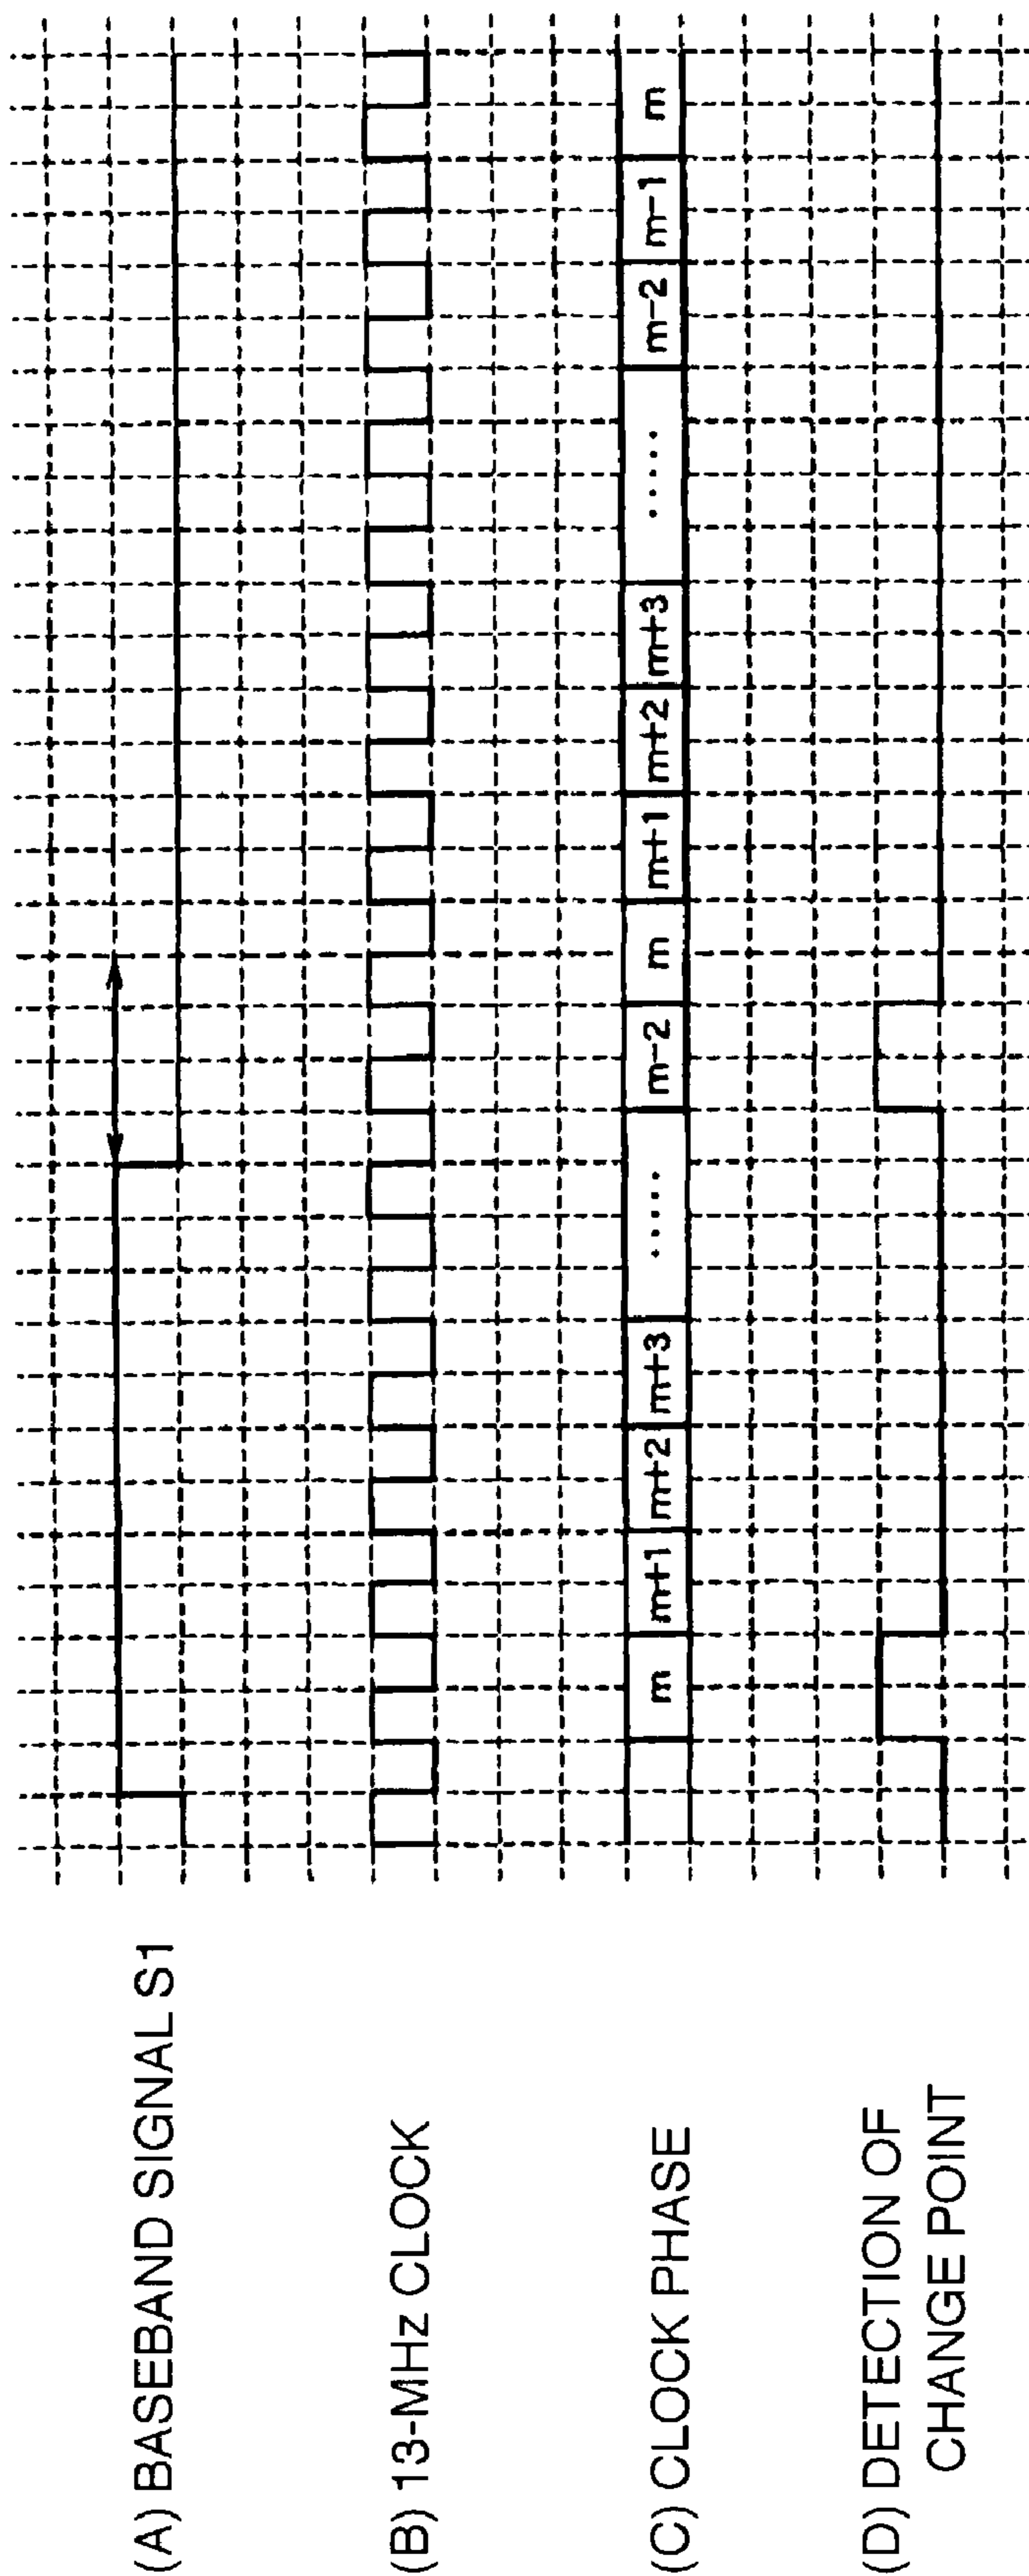 (A) BASEBAND SIGNAL S1
(B) 13-MHz CLOCK
(C) CLOCK PHASE
m m+1 m+2 m+3 ..... m-2 m m+1 m+2 m+3 ..... m-2 m-1 m
(D) DETECTION OF
CHANGE POINT